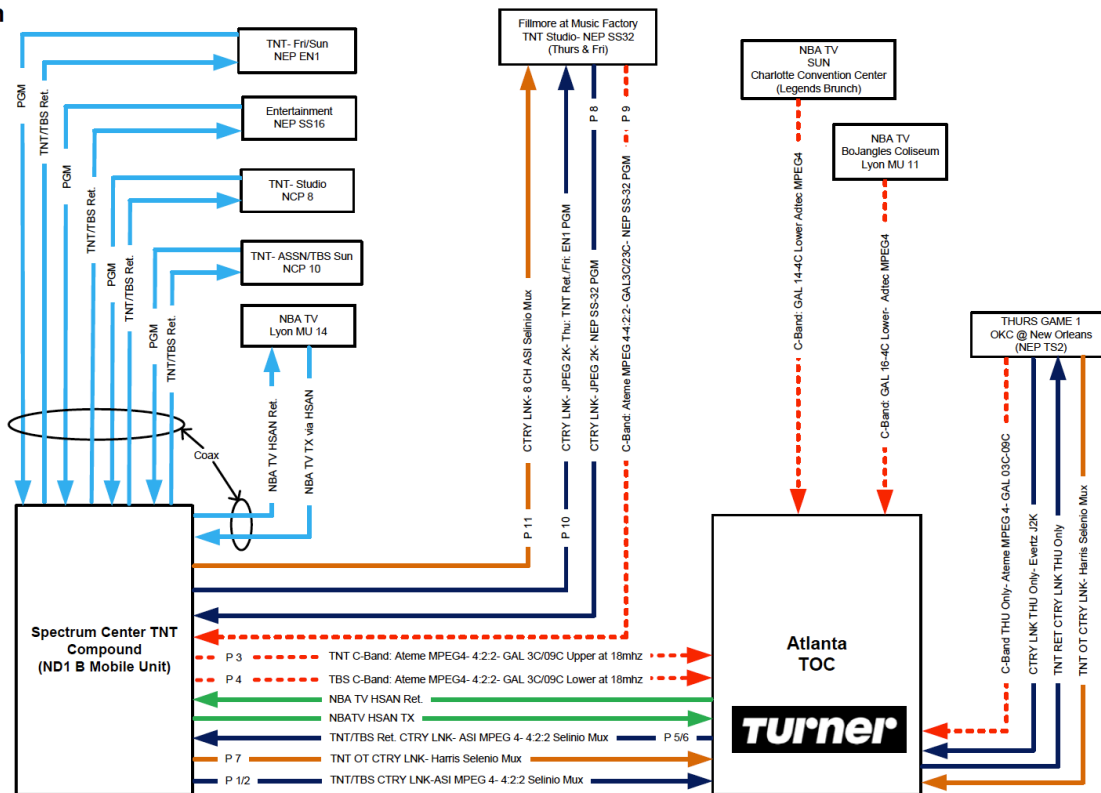 n
TNT- Fri/Sun
NEP EN1
Entertainment
NEP SS16
TNT- Studio
NCP 8
TNT- ASSN/TBS Sun
NCP 10
NBA TV
Lyon MU 14
PGM
TNT/TBS Ret.
PGM
TNT/TBS Ret.
PGM
TNT/TBS Ret.
PGM
TNT/TBS Ret.
Coax
NBA TV HSAN Ret.
NBA TV TX via HSAN
Fillmore at Music Factory
TNT Studio- NEP SS32
(Thurs & Fri)
P 8
P 9
CTRY LNK- 8 CH ASI Selinio Mux
P 11
CTRY LNK- JPEG 2K- Thu: TNT Ret./Fri: EN1 PGM
P 10
CTRY LNK- JPEG 2K- NEP SS-32 PGM
C-Band: Ateme MPEG 4-4:2:2- GAL3C/23C- NEP SS-32 PGM
NBA TV
SUN
Charlotte Convention Center
(Legends Brunch)
NBA TV
BoJangles Coliseum
Lyon MU 11
C-Band: GAL 14-4C Lower Adtec MPEG4
C-Band: GAL 16-4C Lower- Adtec MPEG4
THURS GAME 1
OKC @ New Orleans
(NEP TS2)
C-Band THU Only- Ateme MPEG 4- GAL 03C-09C
CTRY LNK THU Only- Evertz J2K
TNT RET CTRY LNK THU Only
TNT OT CTRY LNK- Harris Selenio Mux
Spectrum Center TNT
Compound
(ND1 B Mobile Unit)
Atlanta
TOC
Turner
P 3 TNT C-Band: Ateme MPEG4- 4:2:2- GAL 3C/09C Upper at 18mhz
P 4 TBS C-Band: Ateme MPEG4- 4:2:2- GAL 3C/09C Lower at 18mhz
NBA TV HSAN Ret.
NBATV HSAN TX
TNT/TBS Ret. CTRY LNK- ASI MPEG 4- 4:2:2 Selinio Mux P 5/6
P 7 TNT OT CTRY LNK- Harris Selenio Mux
P 1/2 TNT/TBS CTRY LNK-ASI MPEG 4- 4:2:2 Selinio Mux